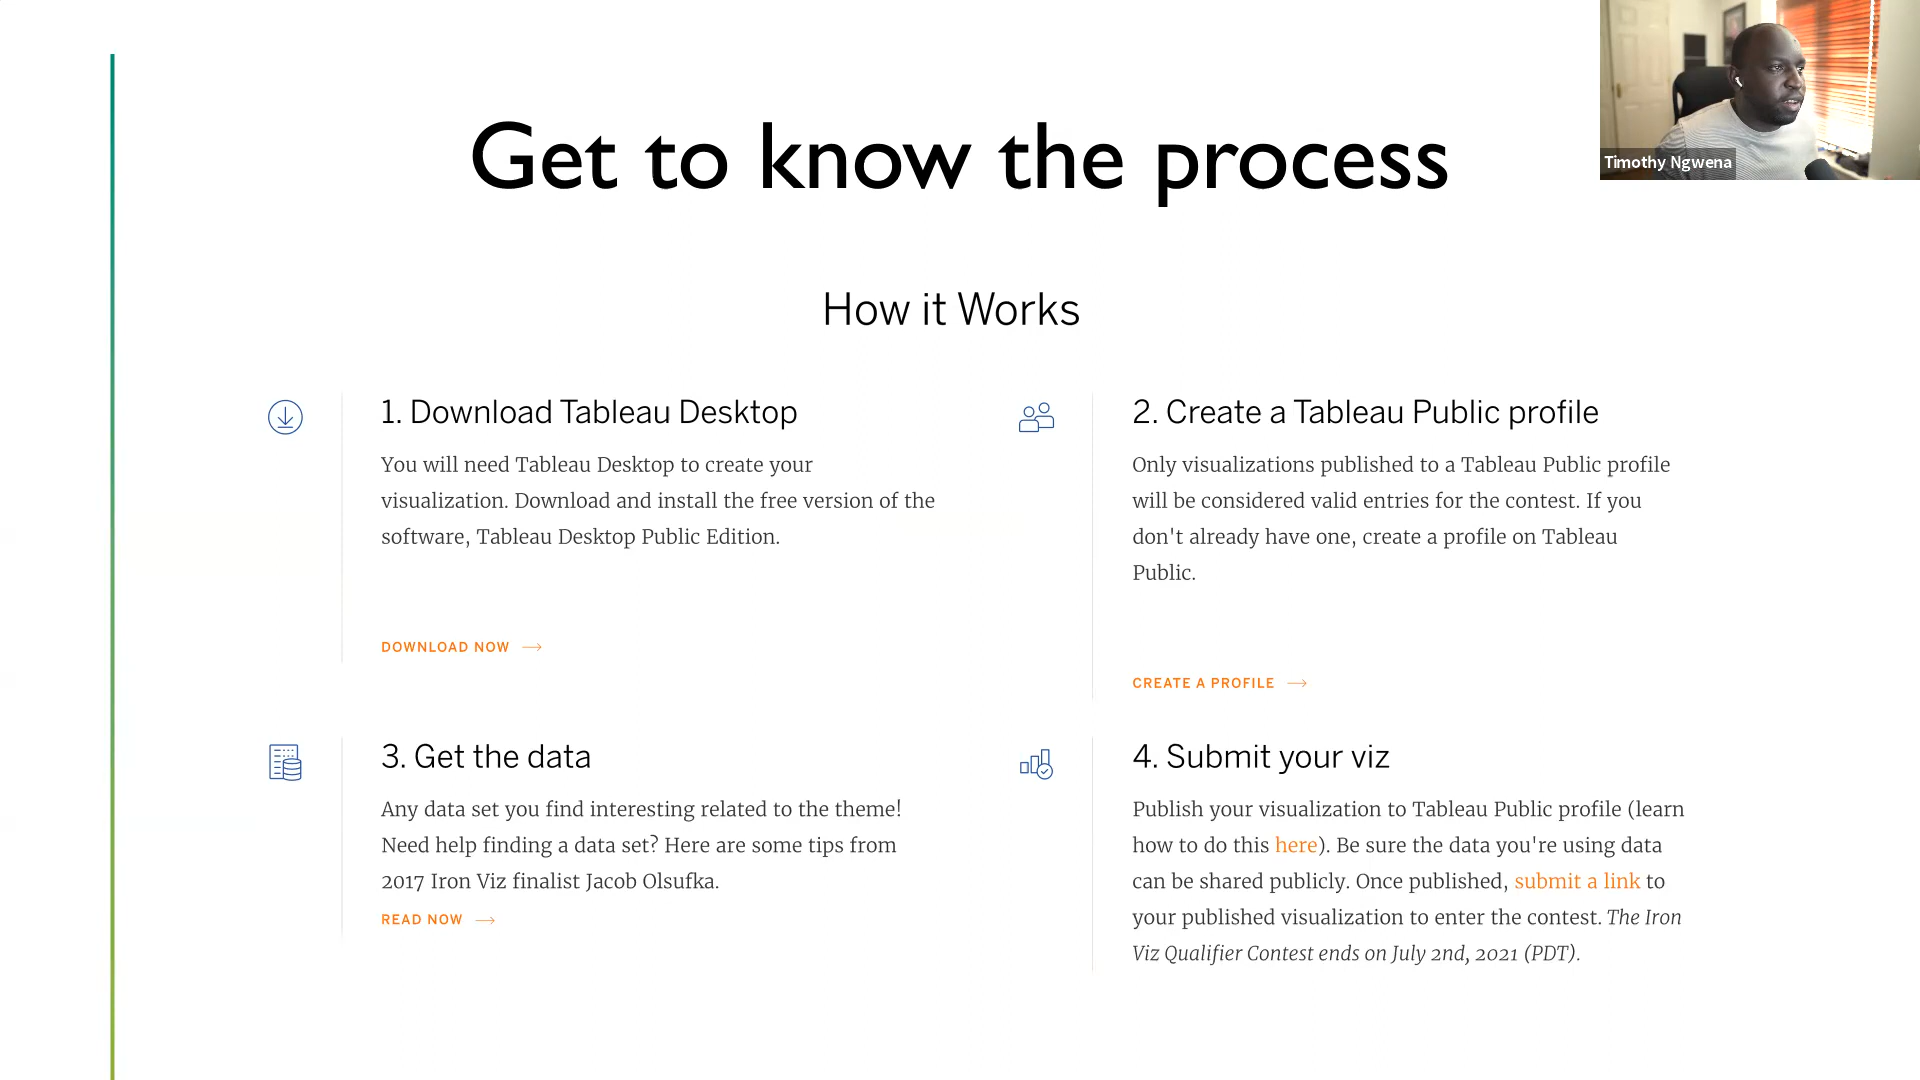 Get to know the process
Timothy Ngwena
How it Works
1. Download Tableau Desktop
You will need Tableau Desktop to create your
visualization. Download and install the free version of the
software, Tableau Desktop Public Edition.
DOWNLOAD NOW
2. Create a Tableau Public profile
Only visualizations published to a Tableau Public profile
will be considered valid entries for the contest. If you
don't already have one, create a profile on Tableau
Public.
CREATE A PROFILE
3. Get the data
Any data set you find interesting related to the theme!
Need help finding a data set? Here are some tips from
2017 Iron Viz finalist Jacob Olsufka.
READ NOW
4. Submit your viz
Publish your visualization to Tableau Public profile (learn
how to do this here). Be sure the data you're using data
can be shared publicly. Once published, submit a link to
your published visualization to enter the contest. The Iron
Viz Qualifier Contest ends on July 2nd, 2021 (PDT).